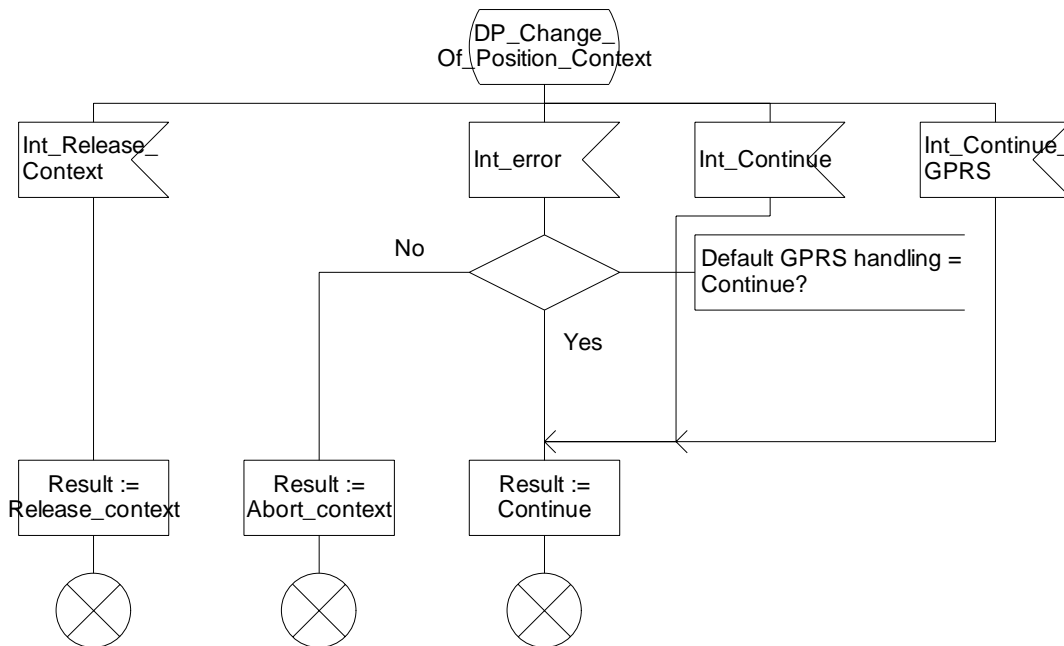 DP_Change_
Of_Position_Context
Int_Release_
Context
Int_error
Int_Continue
Int_Continue_
GPRS
No
Default GPRS handling =
Continue?
Yes
Result :=
Release_context
Result :=
Abort_context
Result :=
Continue